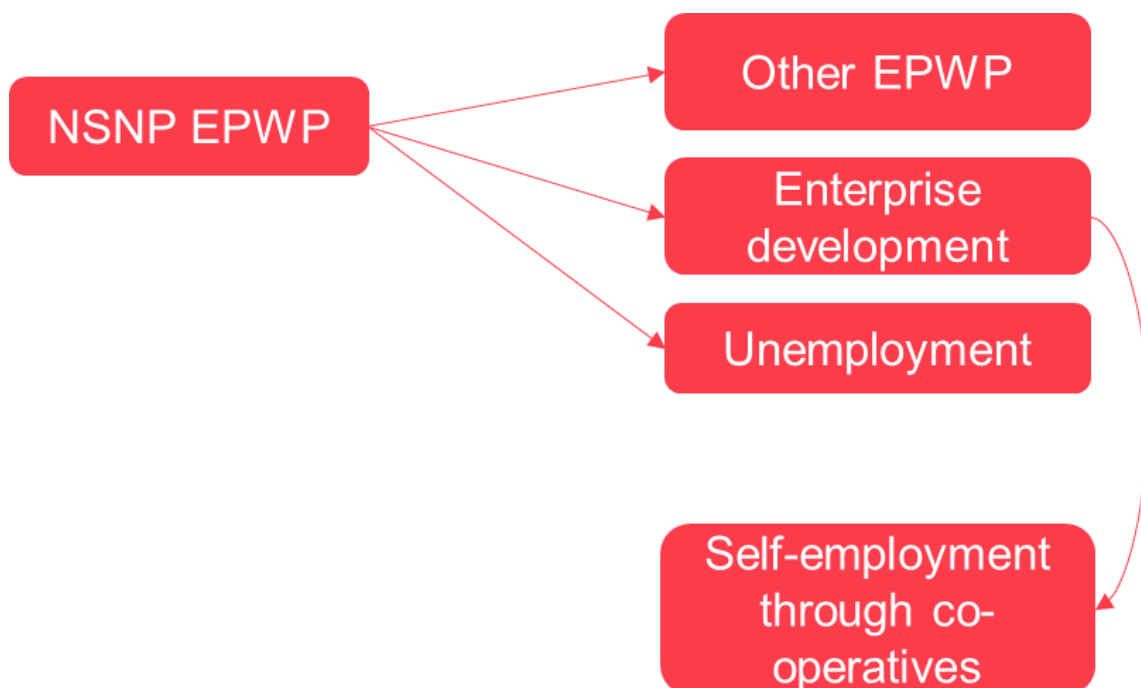 NSNP EPWP
Other EPWP
Enterprise
development
Unemployment
Self-employment
through co-
operatives